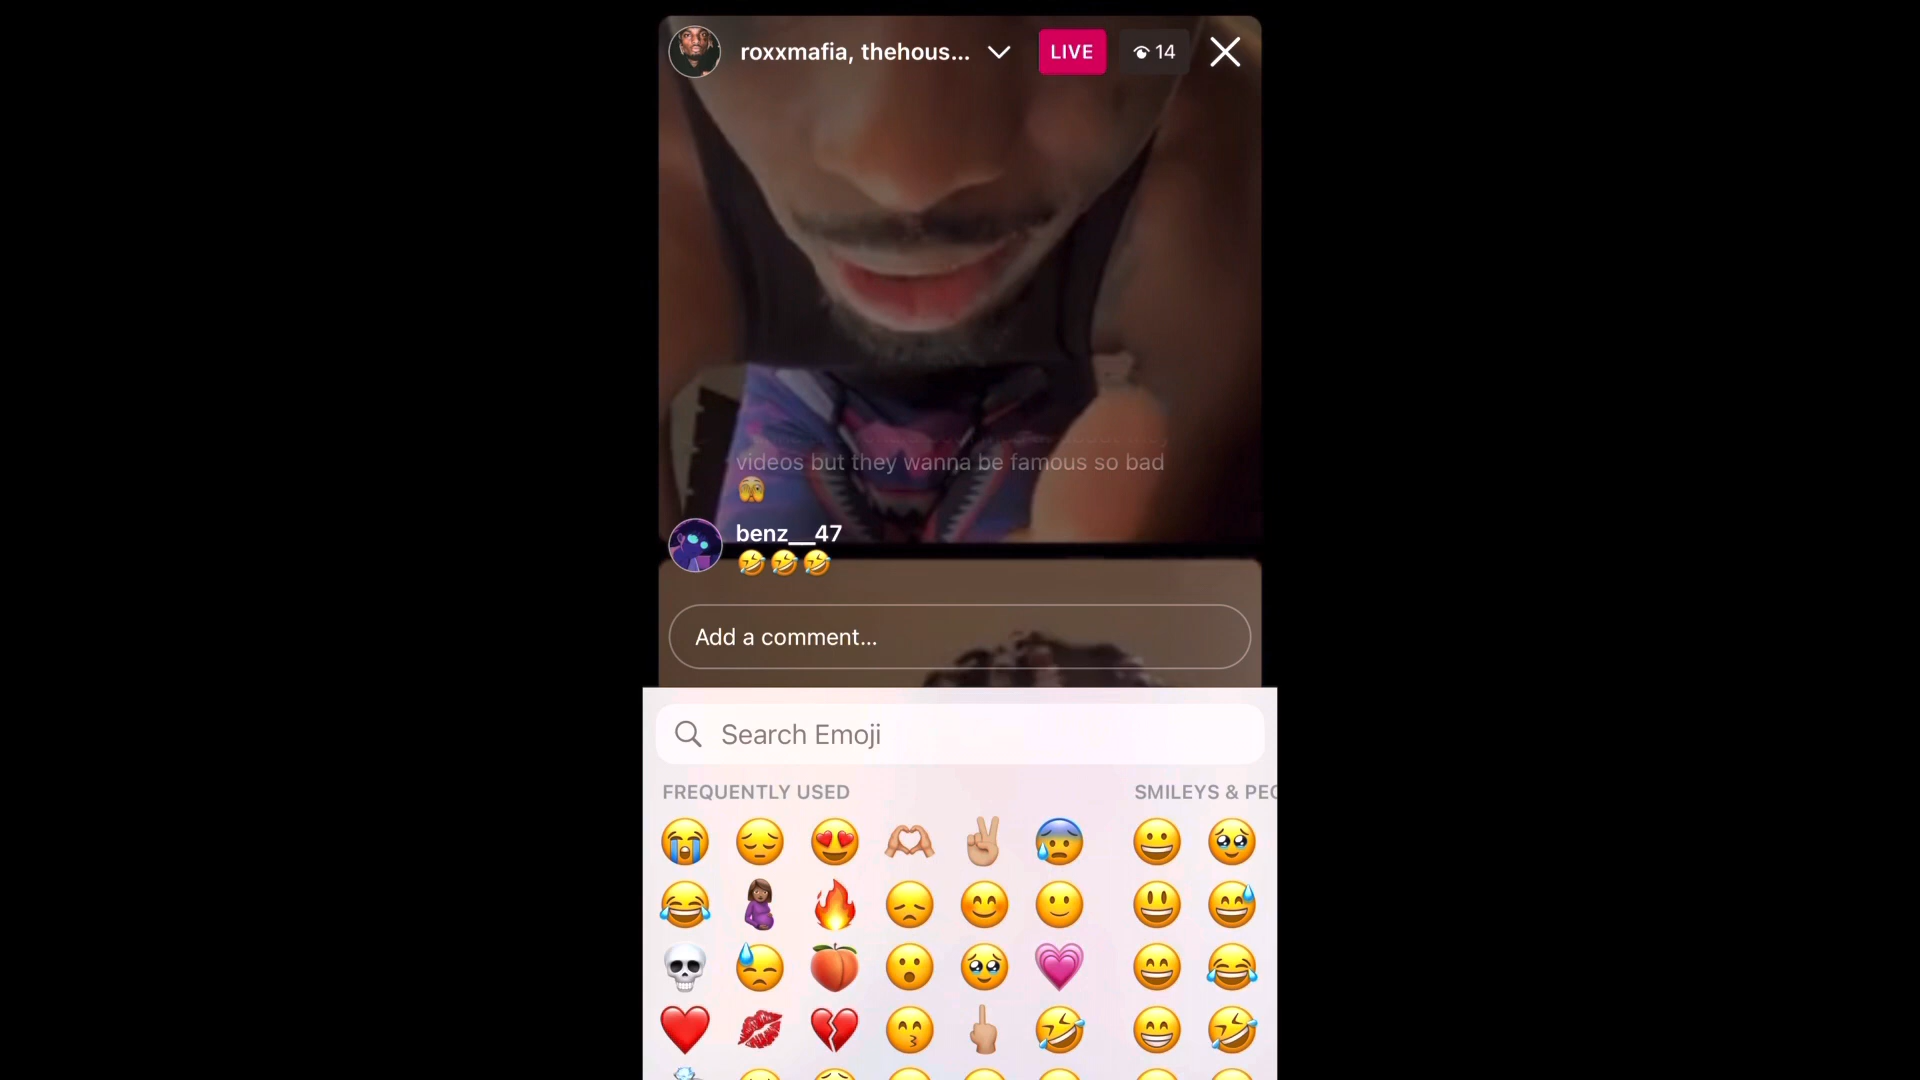 roxxmafia, thehous...
LIVE
14
videos but they wanna be famous so bad
benz__47
Add a comment...
Search Emoji
FREQUENTLY USED
SMILEYS & PEO